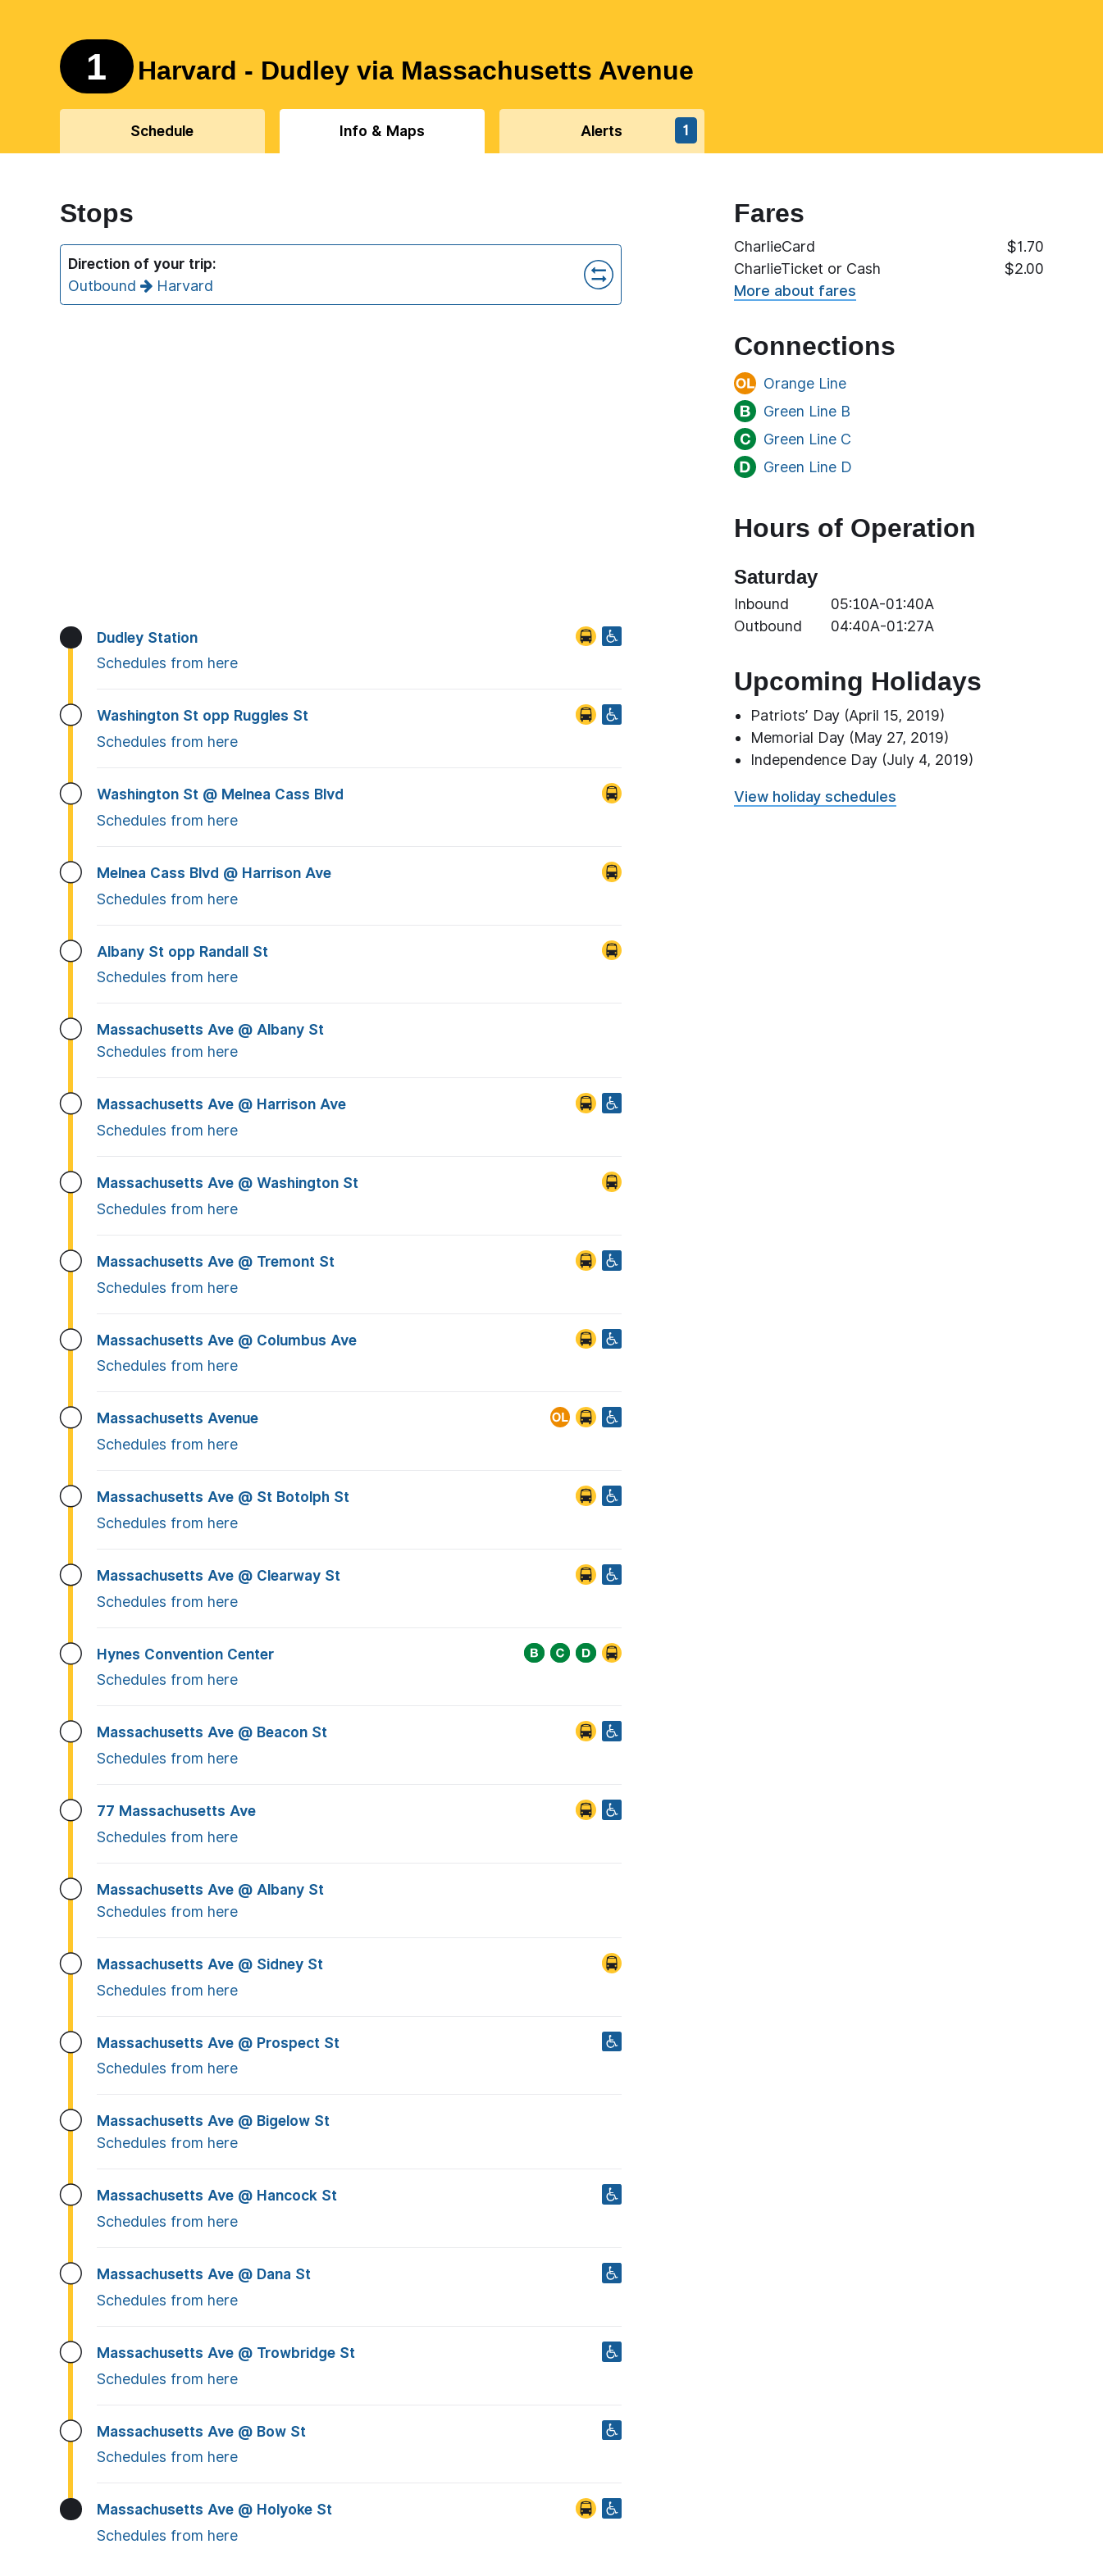 1 Harvard - Dudley via Massachusetts Avenue
Schedule
Info & Maps
Alerts 1
Stops
Direction of your trip:
Outbound → Harvard
Dudley Station
Schedules from here
Washington St opp Ruggles St
Schedules from here
Washington St @ Melnea Cass Blvd
Schedules from here
Melnea Cass Blvd @ Harrison Ave
Schedules from here
Albany St opp Randall St
Schedules from here
Massachusetts Ave @ Albany St
Schedules from here
Massachusetts Ave @ Harrison Ave
Schedules from here
Massachusetts Ave @ Washington St
Schedules from here
Massachusetts Ave @ Tremont St
Schedules from here
Massachusetts Ave @ Columbus Ave
Schedules from here
Massachusetts Avenue OL
Schedules from here
Massachusetts Ave @ St Botolph St
Schedules from here
Massachusetts Ave @ Clearway St
Schedules from here
Hynes Convention Center B C D
Schedules from here
Massachusetts Ave @ Beacon St
Schedules from here
77 Massachusetts Ave
Schedules from here
Massachusetts Ave @ Albany St
Schedules from here
Massachusetts Ave @ Sidney St
Schedules from here
Massachusetts Ave @ Prospect St
Schedules from here
Massachusetts Ave @ Bigelow St
Schedules from here
Massachusetts Ave @ Hancock St
Schedules from here
Massachusetts Ave @ Dana St
Schedules from here
Massachusetts Ave @ Trowbridge St
Schedules from here
Massachusetts Ave @ Bow St
Schedules from here
Massachusetts Ave @ Holyoke St
Schedules from here
Fares
CharlieCard $1.70
CharlieTicket or Cash $2.00
More about fares
Connections
OL Orange Line
B Green Line B
C Green Line C
D Green Line D
Hours of Operation
Saturday
Inbound 05:10A-01:40A
Outbound 04:40A-01:27A
Upcoming Holidays
• Patriots’ Day (April 15, 2019)
• Memorial Day (May 27, 2019)
• Independence Day (July 4, 2019)
View holiday schedules